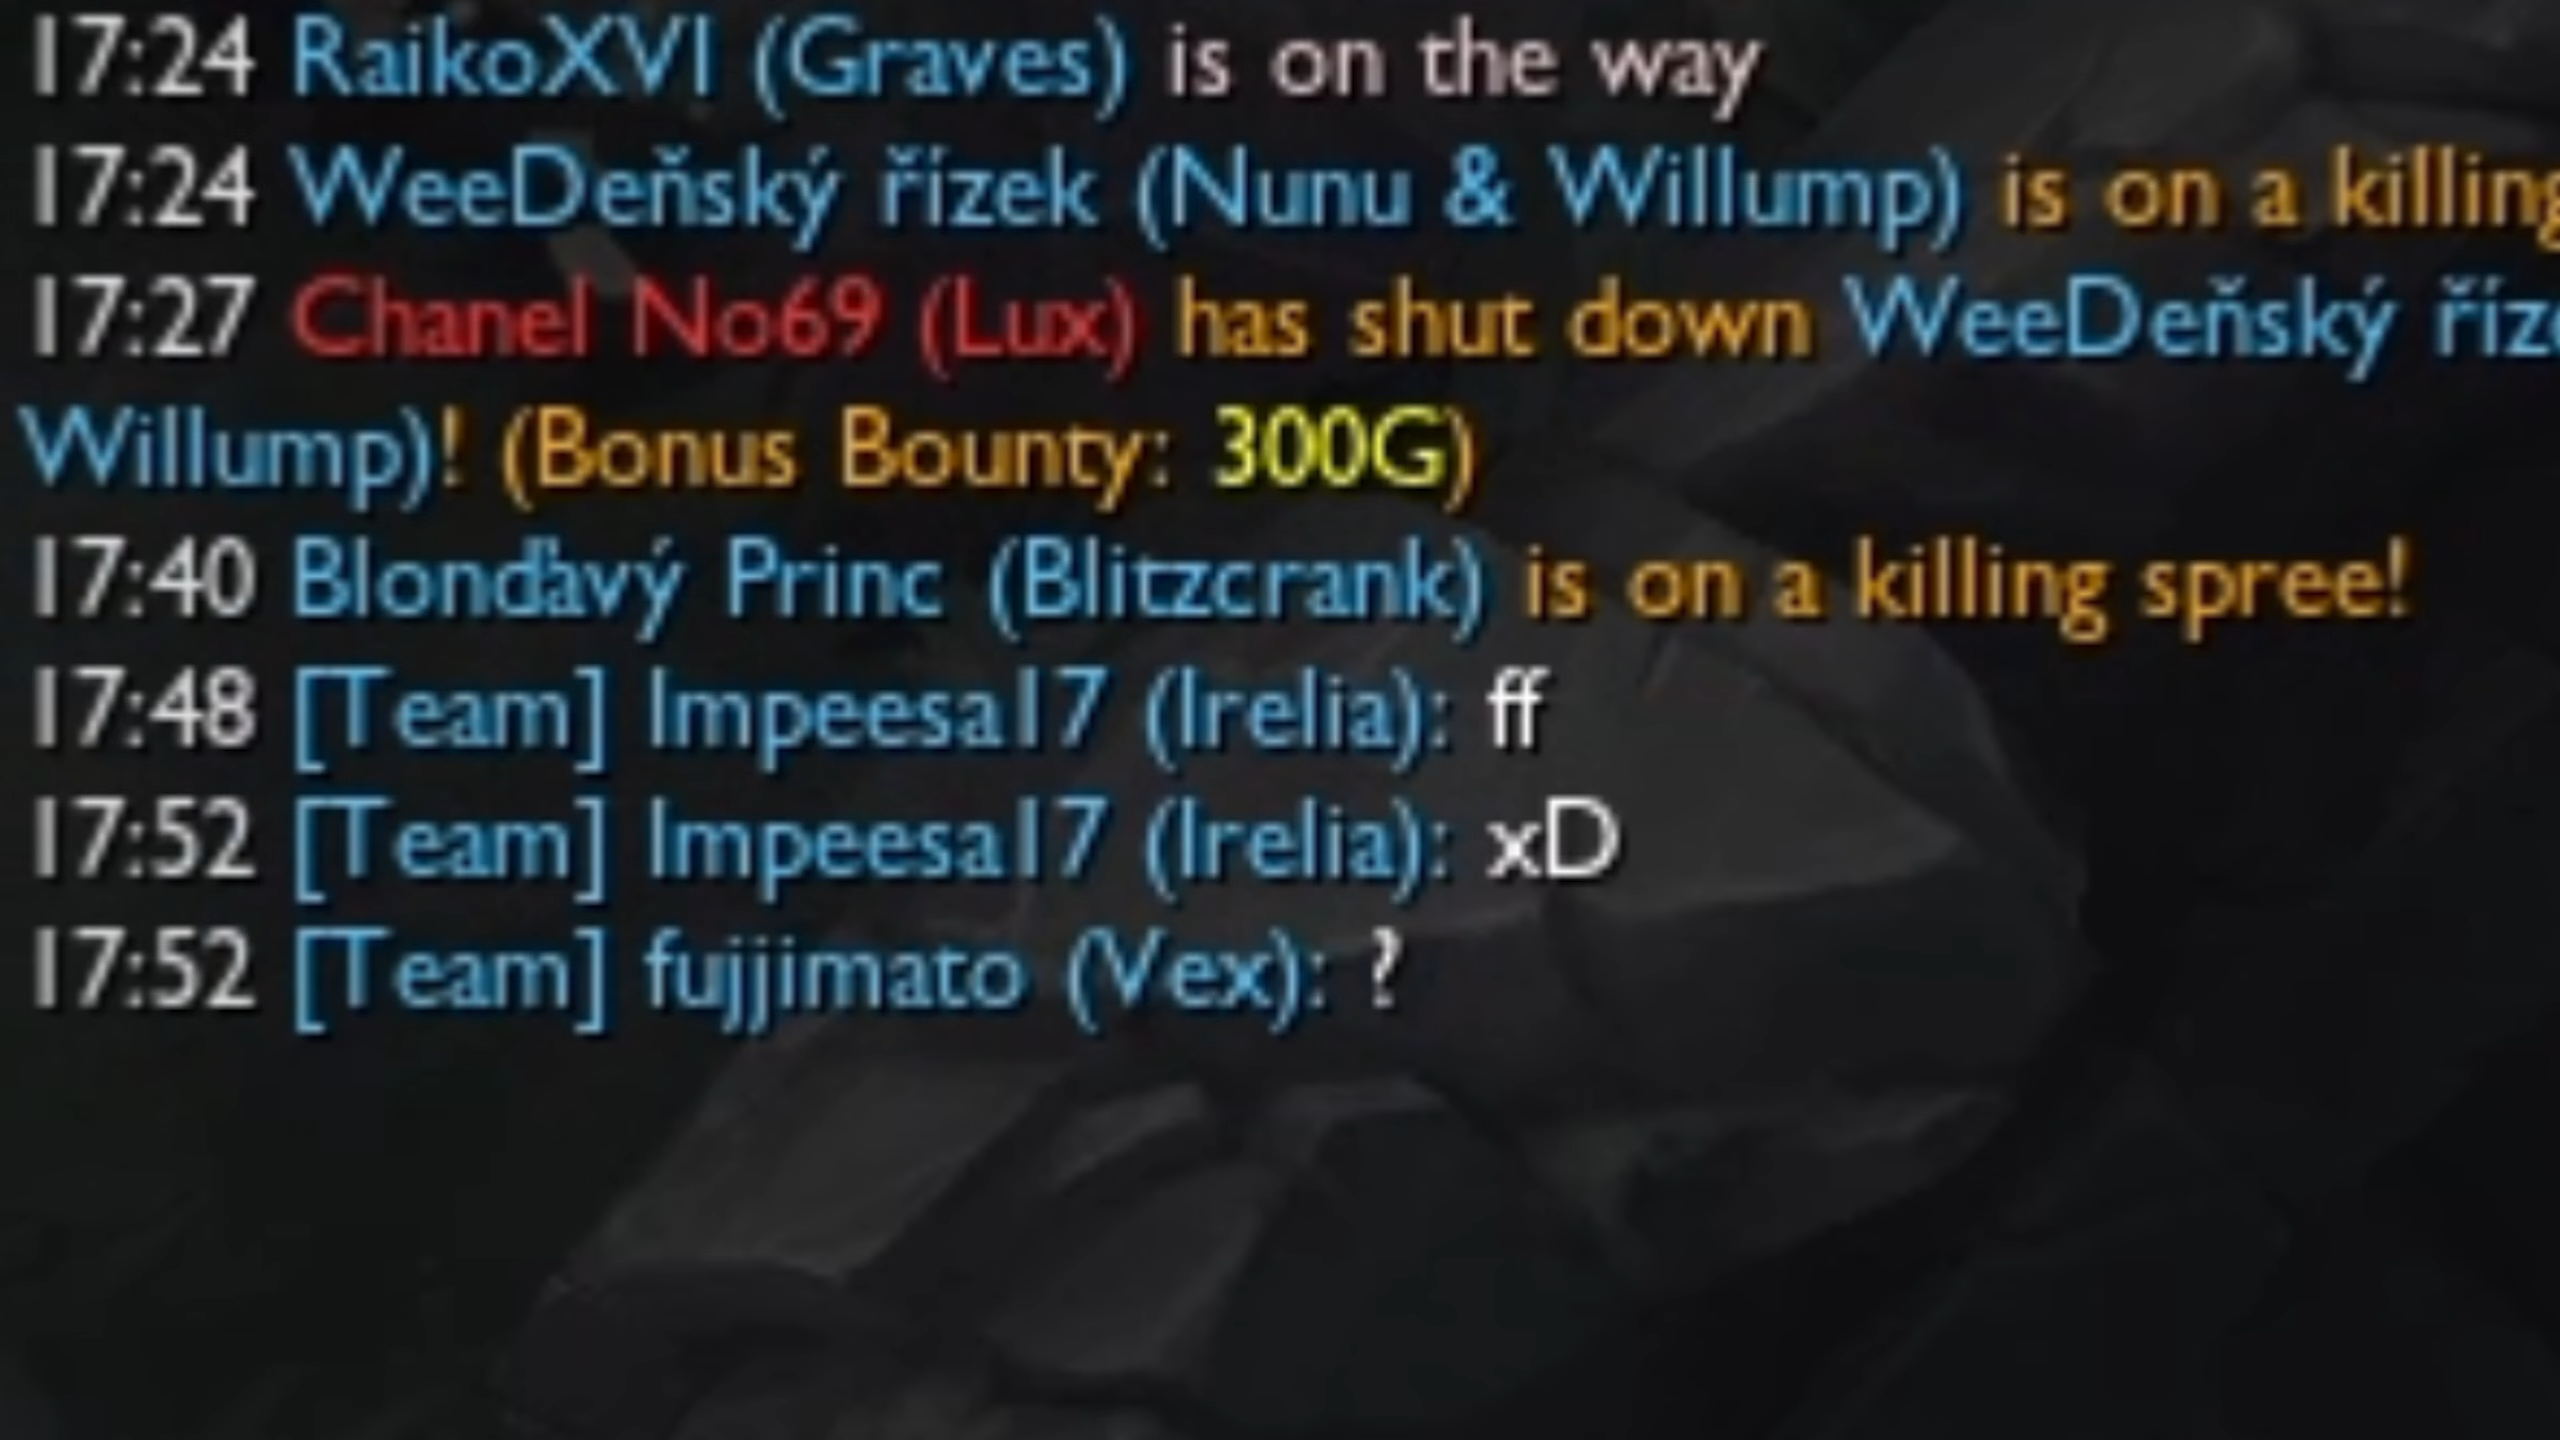 17:24 RaikoXVI (Graves) is on the way
17:24 WeeDeňský řízek (Nunu & Willump) is on a killing
17:27 Chanel No69 (Lux) has shut down WeeDeňský říze
Willump)! (Bonus Bounty: 300G)
17:40 Blonďavý Princ (Blitzcrank) is on a killing spree!
17:48 [Team] Impeesa17 (Irelia): ff
17:52 [Team] Impeesa17 (Irelia): xD
17:52 [Team] fujjimato (Vex): ?